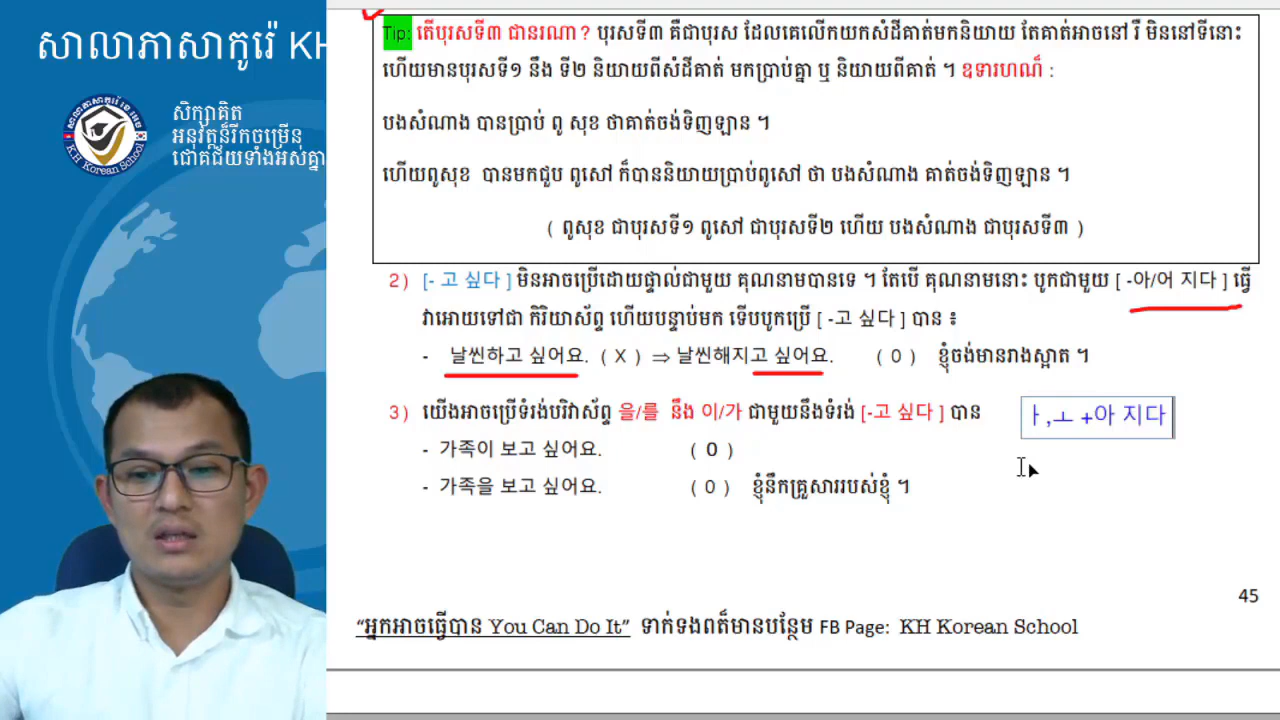 សាលាភាសាកូរ៉េ KH
សិក្សាគិត
អនុវត្តន៏រីកចម្រើន
ជោគជ័យទាំងអស់គ្នា
KH Korean School
Tip: តើបុរសទី៣ ជានរណា? បុរសទី៣ គឺជាបុរស ដែលគេលើកយកសំដីគាត់មកនិយាយ តែគាត់អាចនៅ រឺ មិននៅទីនោះ
ហើយមានបុរសទី១ នឹង ទី២ និយាយពីសំដីគាត់ មកប្រាប់គ្នា ឬ និយាយពីគាត់ ។ ឧទាហរណ៏ :
បងសំណាង បានប្រាប់ ពូ សុខ ថាគាត់ចង់ទិញឡាន ។
ហើយពូសុខ បានមកជួប ពូសៅ ក៏បាននិយាយប្រាប់ពូសៅ ថា បងសំណាង គាត់ចង់ទិញឡាន ។
( ពូសុខ ជាបុរសទី១ ពូសៅ ជាបុរសទី២ ហើយ បងសំណាង ជាបុរសទី៣ )
2) [- 고 싶다 ] មិនអាចប្រើដោយផ្ទាល់ជាមួយ គុណនាមបានទេ ។ តែបើ គុណនាមនោះ បូកជាមួយ [ -아/어 지다 ] ធ្វើ
វាអោយទៅជា កិរិយាស័ព្ទ ហើយបន្ទាប់មក ទើបបូកប្រើ [ -고 싶다 ] បាន ៖
- 날씬하고 싶어요. ( X ) ⇒ 날씬해지고 싶어요. ( 0 ) ខ្ញុំចង់មានរាងស្អាត ។
3) យើងអាចប្រើទំរង់បរិវាស័ព្ទ 을/를 នឹង 이/가 ជាមួយនឹងទំរង់ [-고 싶다 ] បាន
ㅏ,ㅗ +아 지다
- 가족이 보고 싶어요. ( 0 )
- 가족을 보고 싶어요. ( 0 ) ខ្ញុំនឹកគ្រួសាររបស់ខ្ញុំ ។
45
“អ្នកអាចធ្វើបាន You Can Do It” ទាក់ទងពត៏មានបន្ថែម FB Page: KH Korean School